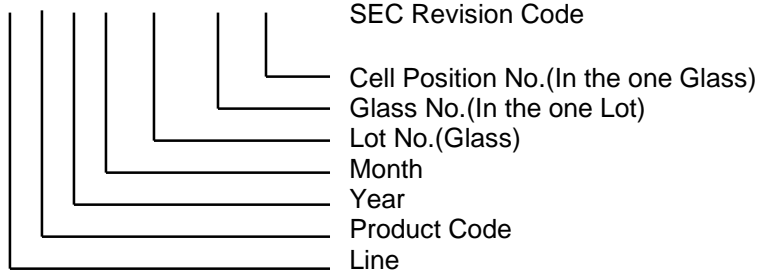 SEC Revision Code
Cell Position No.(In the one Glass)
Glass No.(In the one Lot)
Lot No.(Glass)
Month
Year
Product Code
Line